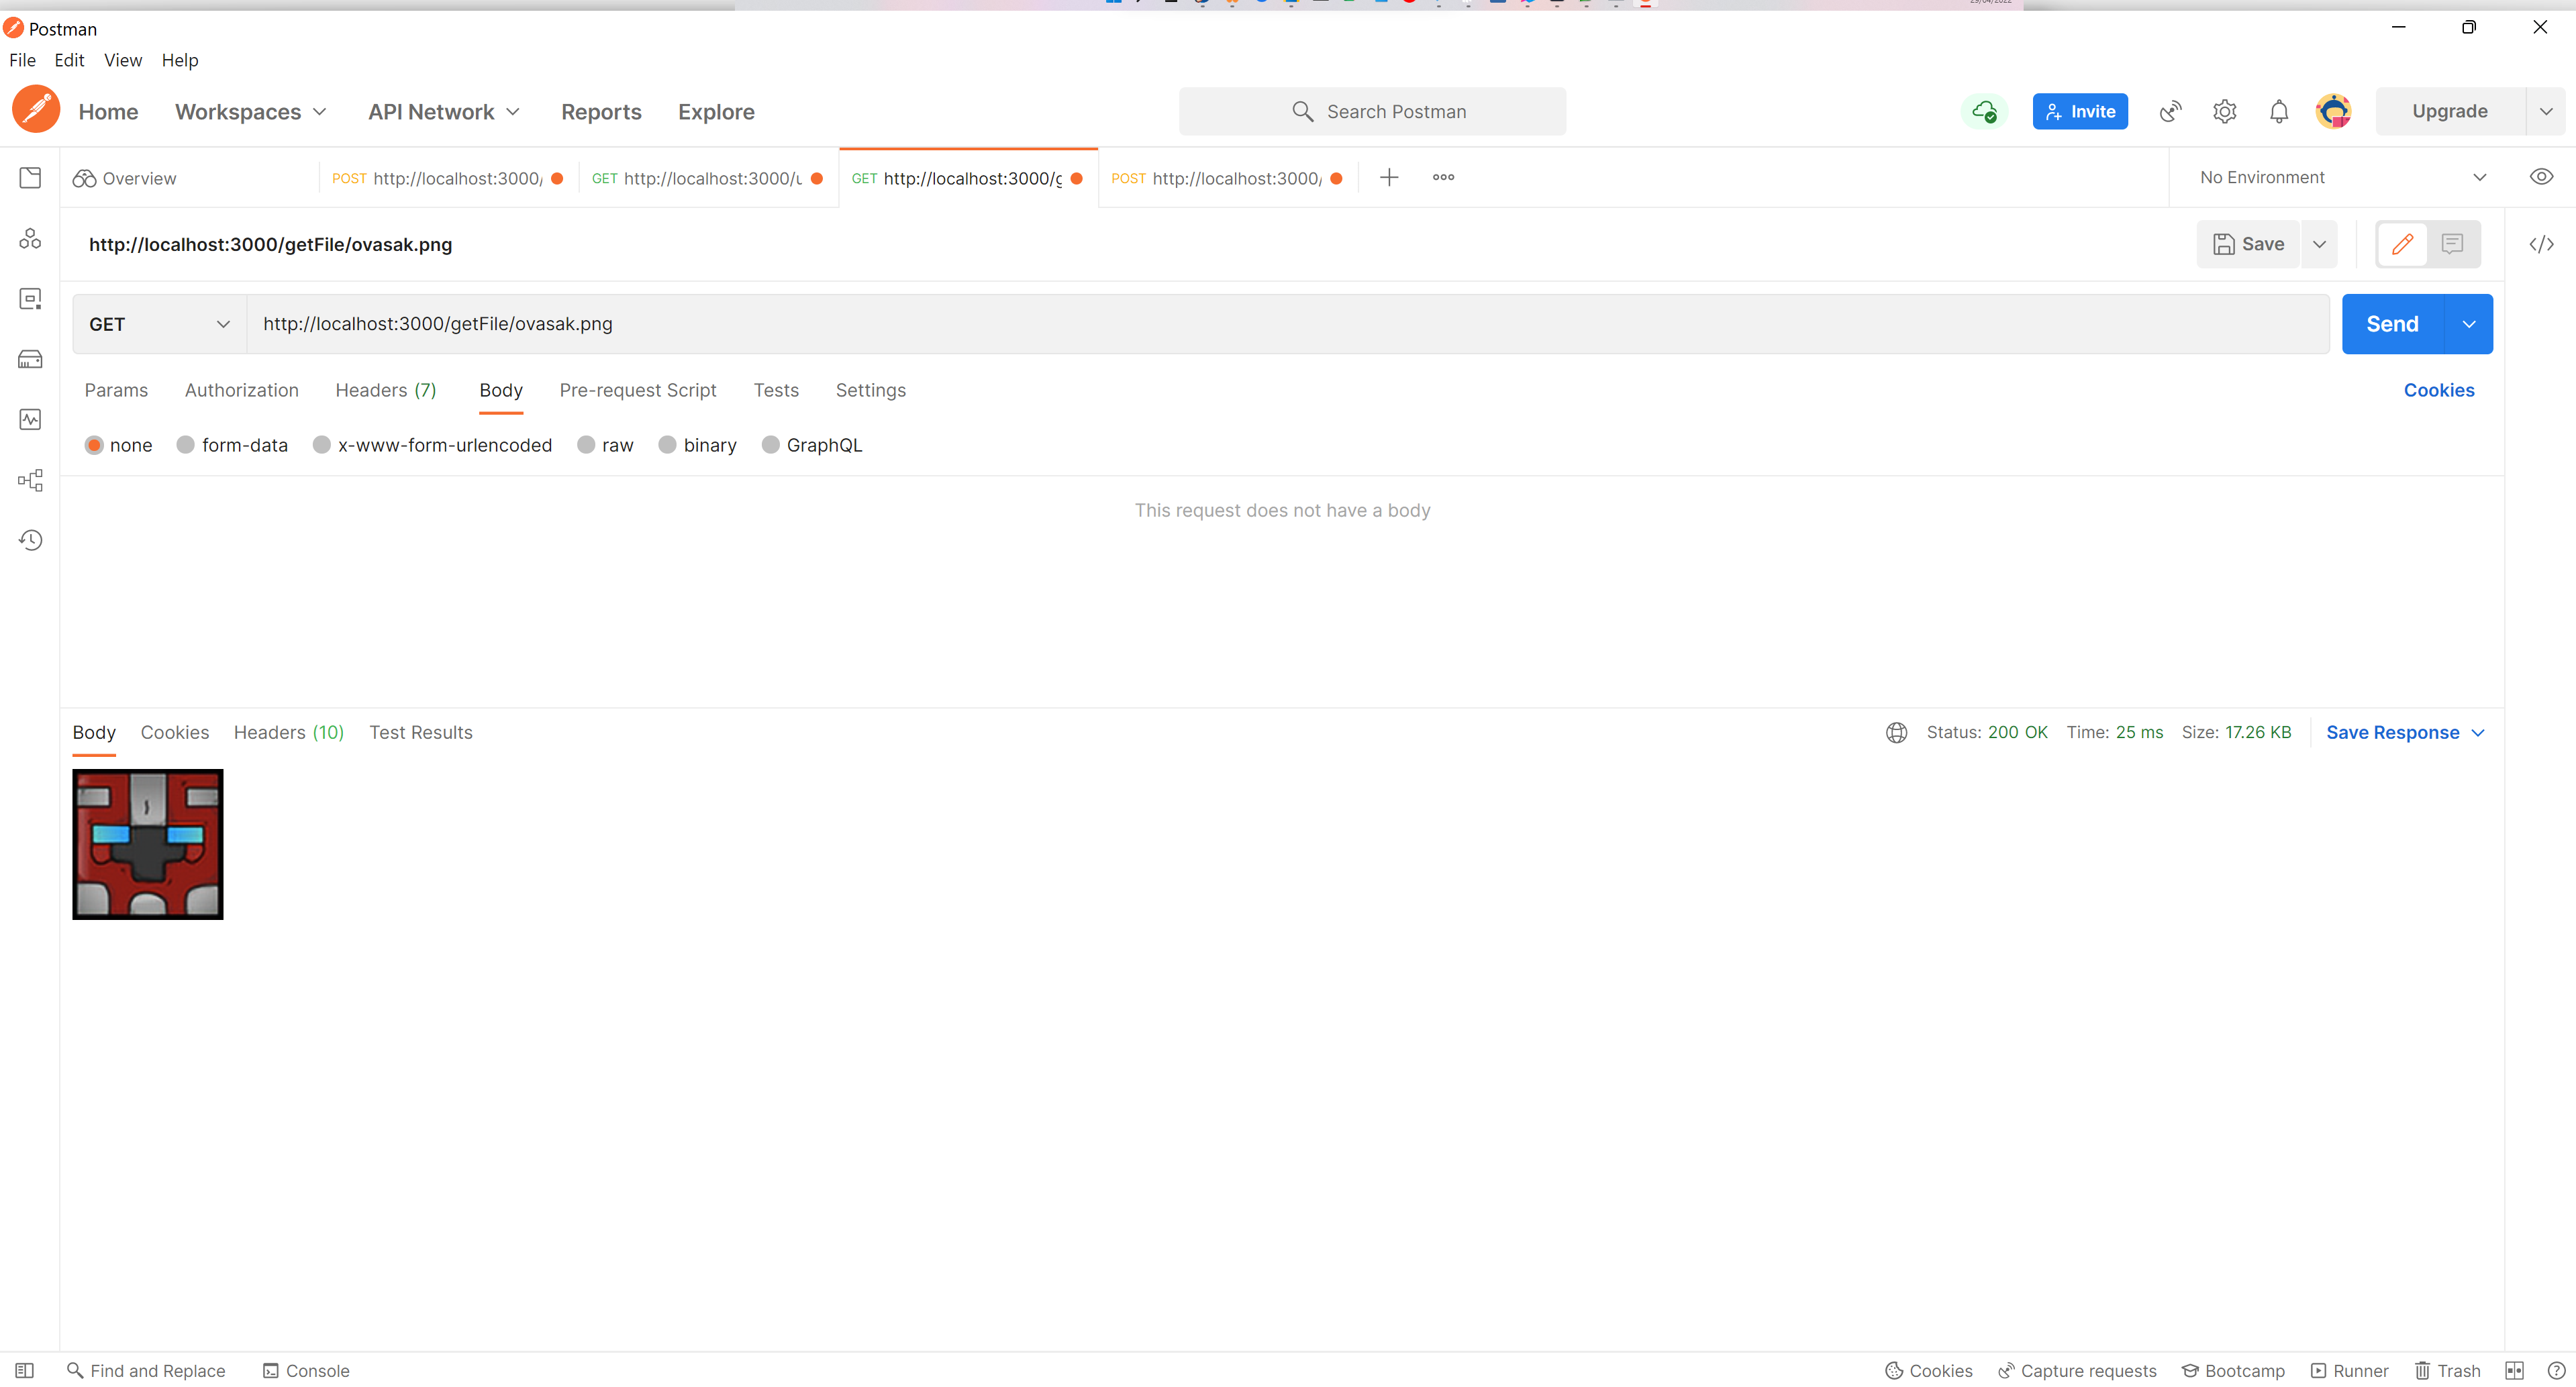 29/04/2022
Postman
File Edit View Help
Home Workspaces API Network Reports Explore Search Postman Invite Upgrade
Overview POST http://localhost:3000/ GET http://localhost:3000/u GET http://localhost:3000/g POST http://localhost:3000/ No Environment
http://localhost:3000/getFile/ovasak.png Save
GET http://localhost:3000/getFile/ovasak.png Send
Params Authorization Headers (7) Body Pre-request Script Tests Settings Cookies
none form-data x-www-form-urlencoded raw binary GraphQL
This request does not have a body
Body Cookies Headers (10) Test Results Status: 200 OK Time: 25 ms Size: 17.26 KB Save Response
Find and Replace Console Cookies Capture requests Bootcamp Runner Trash